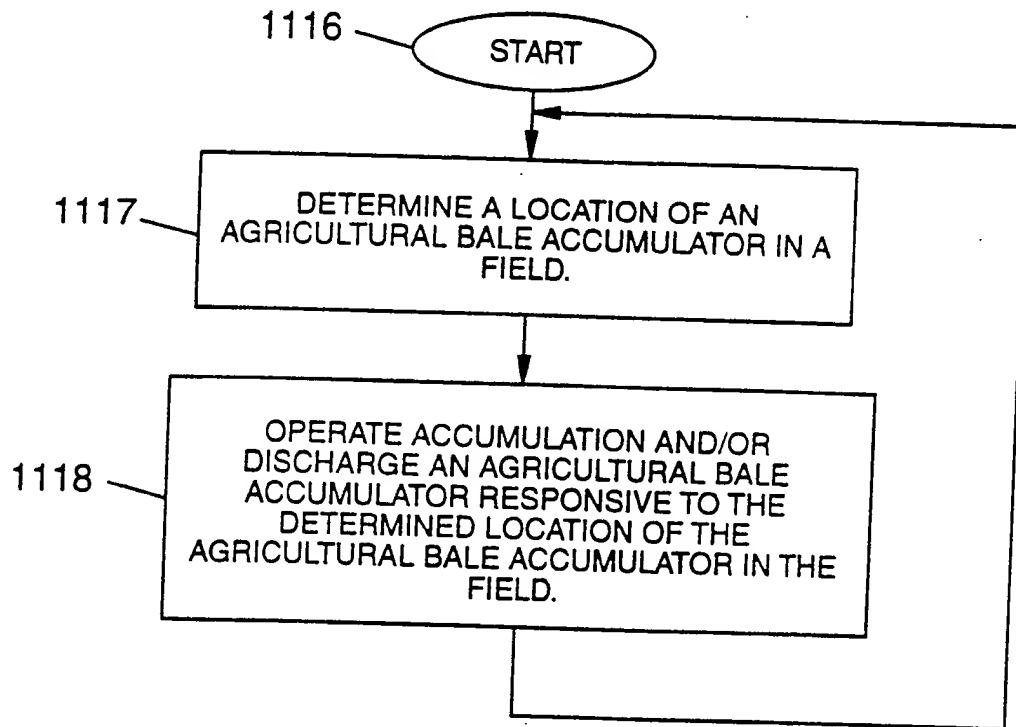 1116
START
1117
DETERMINE A LOCATION OF AN
AGRICULTURAL BALE ACCUMULATOR IN A
FIELD.
1118
OPERATE ACCUMULATION AND/OR
DISCHARGE AN AGRICULTURAL BALE
ACCUMULATOR RESPONSIVE TO THE
DETERMINED LOCATION OF THE
AGRICULTURAL BALE ACCUMULATOR IN THE
FIELD.